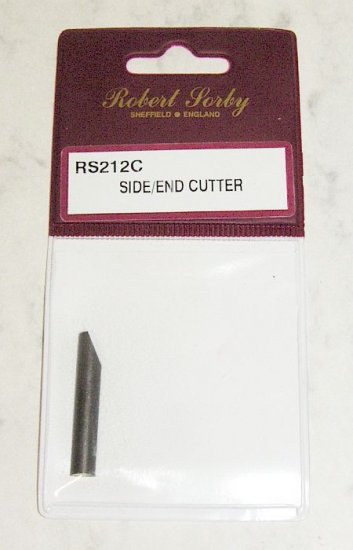 Robert Sorby
SHEFFIELD ● ENGLAND
RS212C
SIDE/END CUTTER